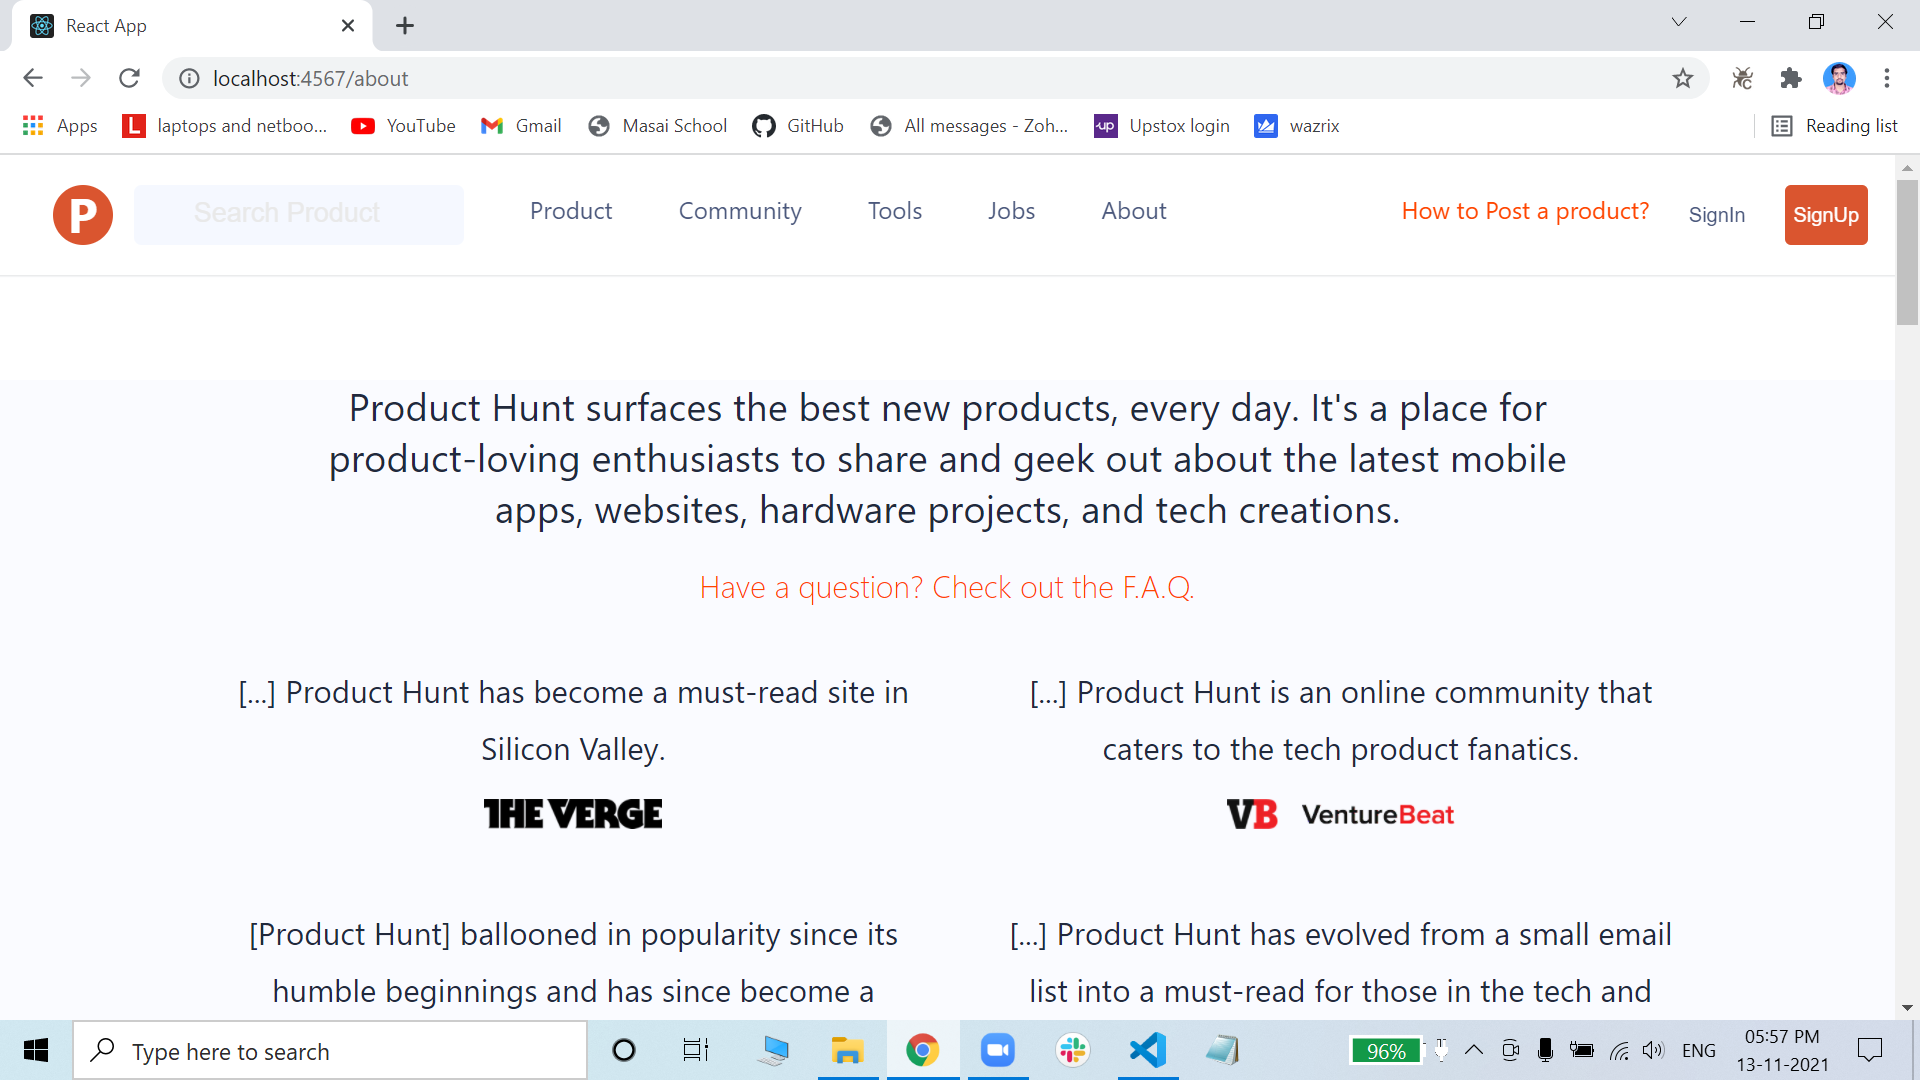 React App
localhost:4567/about
Apps
laptops and netboo...
YouTube
Gmail
Masai School
GitHub
All messages - Zoh...
up
Upstox login
wazrix
Reading list
P
Search Product
Product
Community
Tools
Jobs
About
How to Post a product?
SignIn
SignUp
Product Hunt surfaces the best new products, every day. It's a place for
product-loving enthusiasts to share and geek out about the latest mobile
apps, websites, hardware projects, and tech creations.
Have a question? Check out the F.A.Q.
[...] Product Hunt has become a must-read site in
Silicon Valley.
THE VERGE
[...] Product Hunt is an online community that
caters to the tech product fanatics.
VB VentureBeat
[Product Hunt] ballooned in popularity since its
humble beginnings and has since become a
[...] Product Hunt has evolved from a small email
list into a must-read for those in the tech and
Type here to search
96%
ENG
05:57 PM
13-11-2021